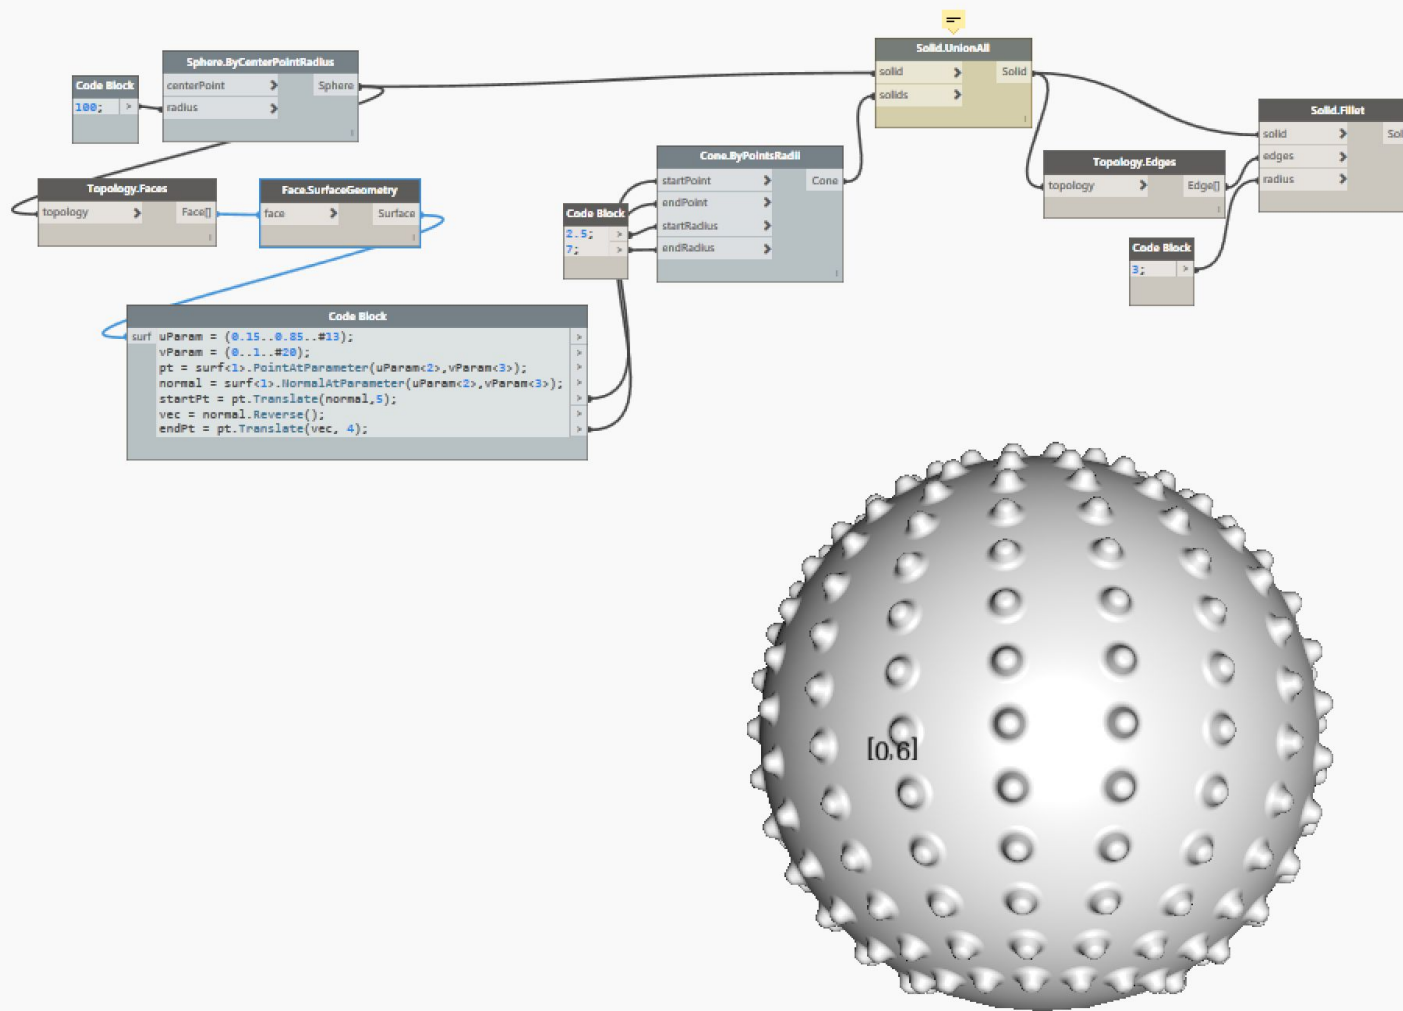 Code Block
100; >
Sphere.ByCenterPointRadius
centerPoint > Sphere
radius >
Topology.Faces
topology > Face[]
Face.SurfaceGeometry
face > Surface
Code Block
surf uParam = (0.15..0.85..#13); >
vParam = (0..1..#20); >
pt = surf<1>.PointAtParameter(uParam<2>,vParam<3>); >
normal = surf<1>.NormalAtParameter(uParam<2>,vParam<3>); >
startPt = pt.Translate(normal,5); >
vec = normal.Reverse(); >
endPt = pt.Translate(vec, 4); >
Code Block
2.5; >
7; >
Cone.ByPointsRadii
startPoint > Cone
endPoint >
startRadius >
endRadius >
Solid.UnionAll
solid > Solid
solids >
Topology.Edges
topology > Edge[]
Code Block
3; >
Solid.Fillet
solid > Sol
edges >
radius >
[0,6]